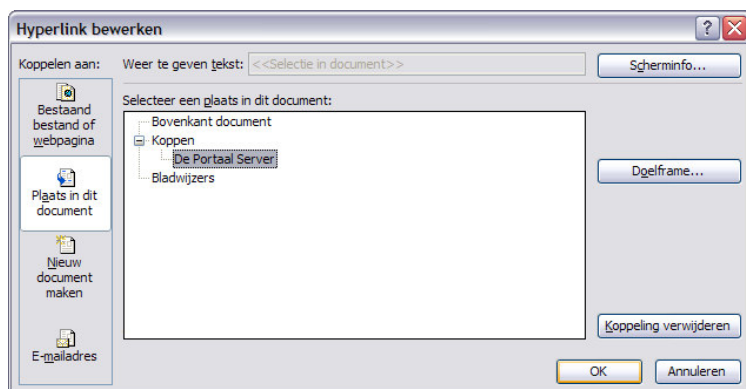 Hyperlink bewerken
Koppelen aan:
Weer te geven tekst: <<Selectie in document>>
Scherminfo...
Bestaand
bestand of
webpagina
Plaats in dit
document
Nieuw
document
maken
E-mailadres
Selecteer een plaats in dit document:
Bovenkant document
Koppen
De Portaal Server
Bladwijzers
Doelframe...
Koppeling verwijderen
OK
Annuleren